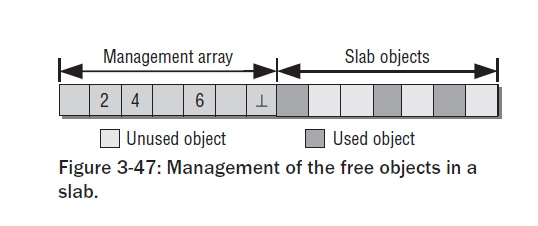 Management array Slab objects
2 4 6 ⊥
Unused object Used object
Figure 3-47: Management of the free objects in a
slab.